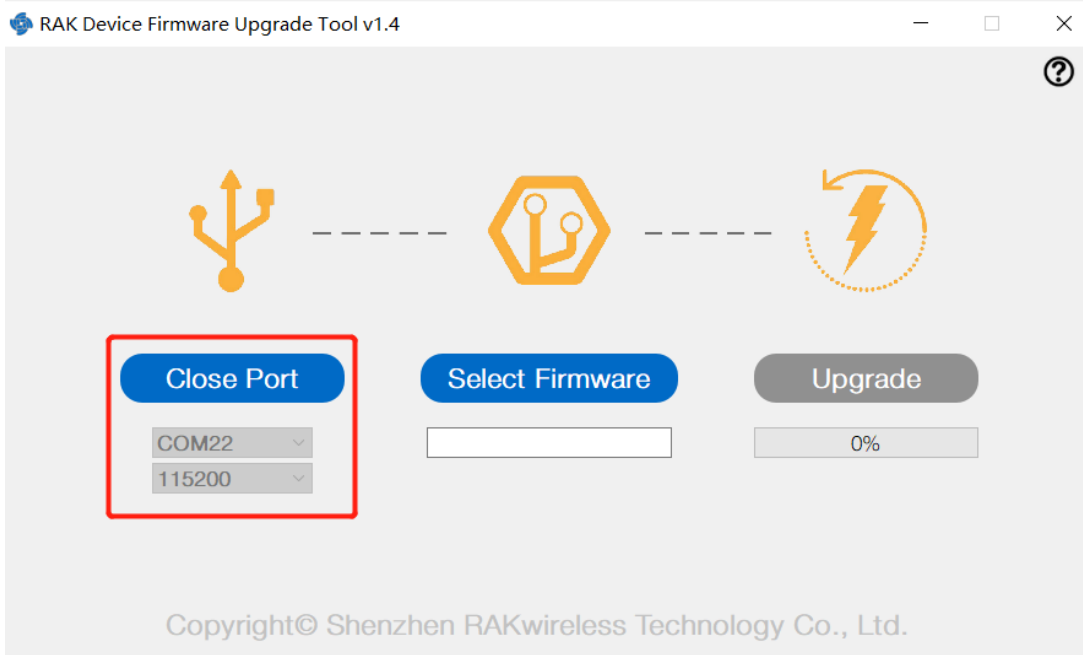 RAK Device Firmware Upgrade Tool v1.4
?
Close Port
Select Firmware
Upgrade
COM22
0%
115200
Copyright© Shenzhen RAKwireless Technology Co., Ltd.